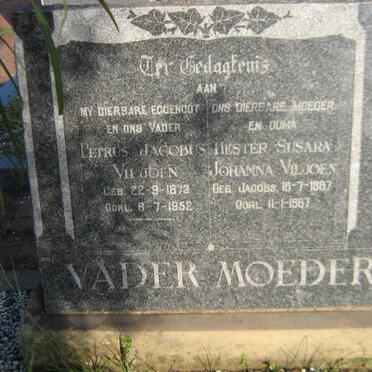 Ter Gedagtenis
AAN
MY DIERBARE EGGENOOT
EN ONS VADER
PETRUS JACOBUS
VILJOEN
GEB. 22-9-1873
OORL. 8-7-1952
ONS DIERBARE MOEDER
EN OUMA
HESTER SUSARA
JOHANNA VILJOEN
GEB. JACOBS, 16-7-1887
OORL. 11-1-1967
VADER MOEDER